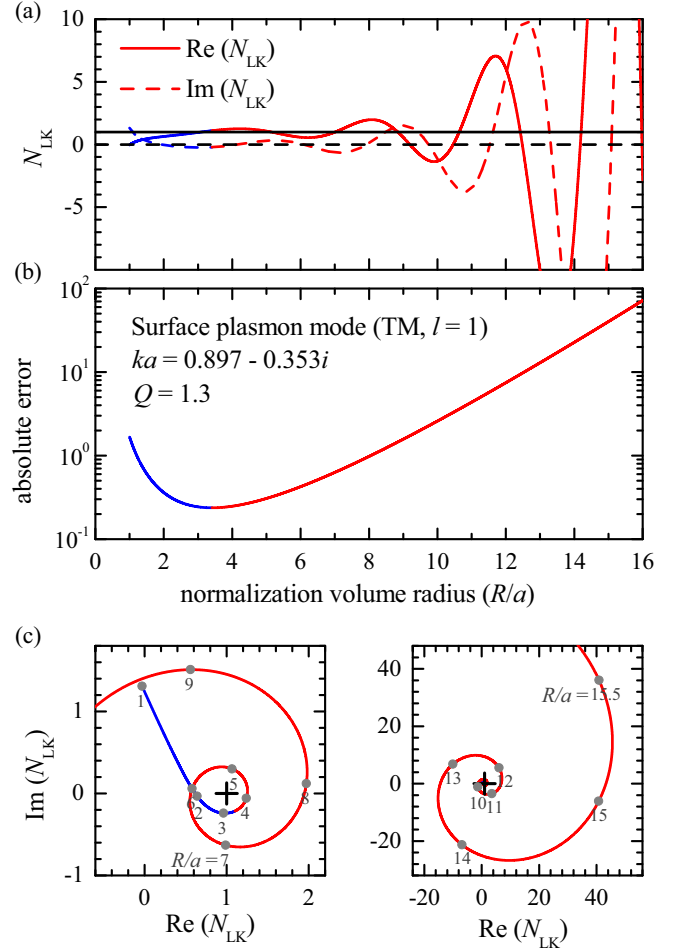 (a)
10
5
0
-5
N_LK
Re (N_LK)
Im (N_LK)
(b)
10^2
10^1
10^0
10^-1
absolute error
Surface plasmon mode (TM, l = 1)
ka = 0.897 - 0.353i
Q = 1.3
0 2 4 6 8 10 12 14 16
normalization volume radius (R/a)
(c)
1
0
-1
Im (N_LK)
1
9
5
6
2
4
8
3
R/a = 7
0 1 2
Re (N_LK)
40
20
0
-20
R/a = 15.5
13
12
10
11
15
14
-20 0 20 40
Re (N_LK)